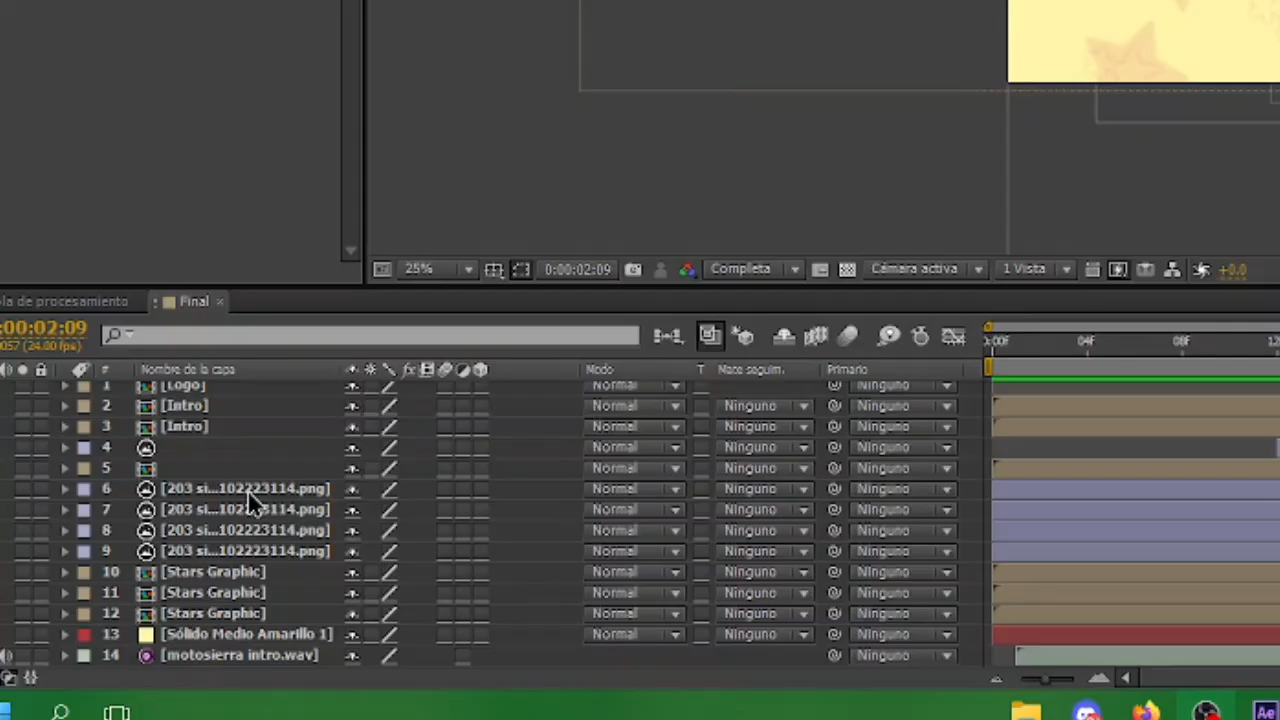 25% 0:00:02:09 Completa Cámara activa 1 Vista +0.0
la de procesamiento Final
:00:02:09
057 (24.00 fps)
:00F 04F 08F 12
# Nombre de la capa fx Modo T Mate seguim. Primario
1 [Logo] Normal Ninguno
2 [Intro] Normal Ninguno Ninguno
3 [Intro] Normal Ninguno Ninguno
4 Normal Ninguno Ninguno
5 Normal Ninguno Ninguno
6 [203 si...102223114.png] Normal Ninguno Ninguno
7 [203 si...102223114.png] Normal Ninguno Ninguno
8 [203 si...102223114.png] Normal Ninguno Ninguno
9 [203 si...102223114.png] Normal Ninguno Ninguno
10 [Stars Graphic] Normal Ninguno Ninguno
11 [Stars Graphic] Normal Ninguno Ninguno
12 [Stars Graphic] Normal Ninguno Ninguno
13 [Sólido Medio Amarillo 1] Normal Ninguno Ninguno
14 [motosierra intro.wav] Ninguno
Ae